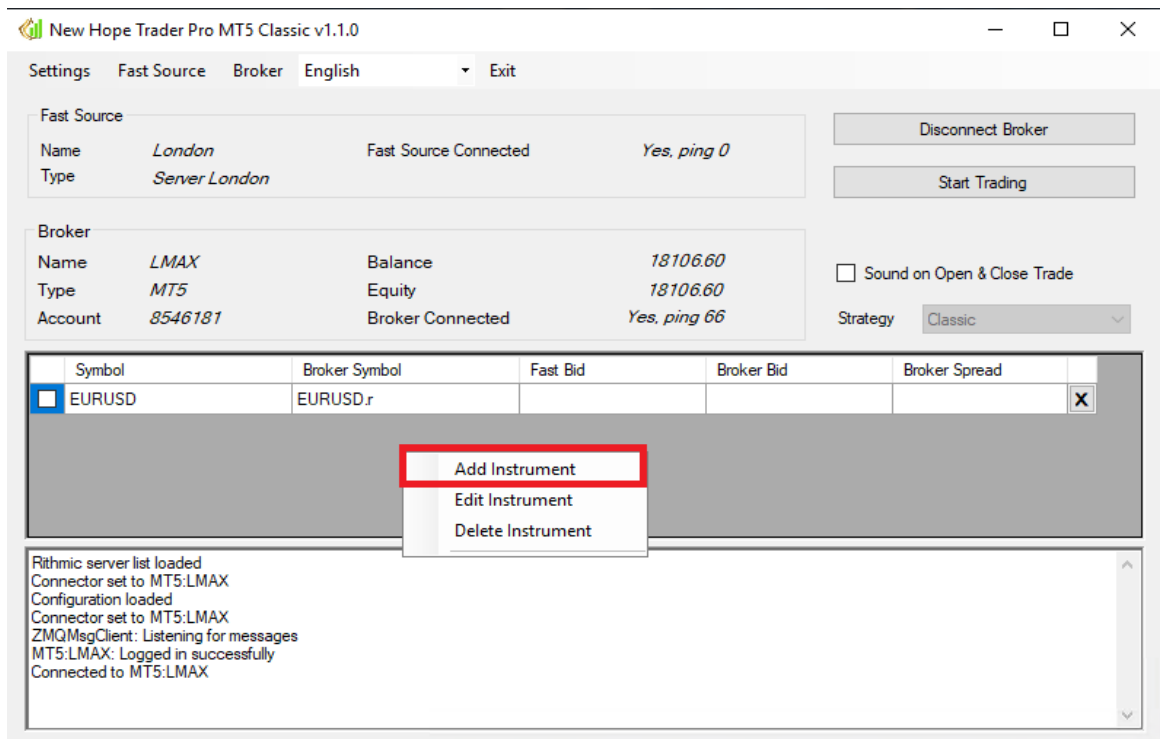 New Hope Trader Pro MT5 Classic v1.1.0
Settings Fast Source Broker English Exit
Fast Source
Name London Fast Source Connected Yes, ping 0
Type Server London
Disconnect Broker
Start Trading
Broker
Name LMAX Balance 18106.60
Type MT5 Equity 18106.60
Account 8546181 Broker Connected Yes, ping 66
Sound on Open & Close Trade
Strategy Classic
Symbol Broker Symbol Fast Bid Broker Bid Broker Spread
EURUSD EURUSD.r X
Add Instrument
Edit Instrument
Delete Instrument
Rithmic server list loaded
Connector set to MT5:LMAX
Configuration loaded
Connector set to MT5:LMAX
ZMQMsgClient: Listening for messages
MT5:LMAX: Logged in successfully
Connected to MT5:LMAX